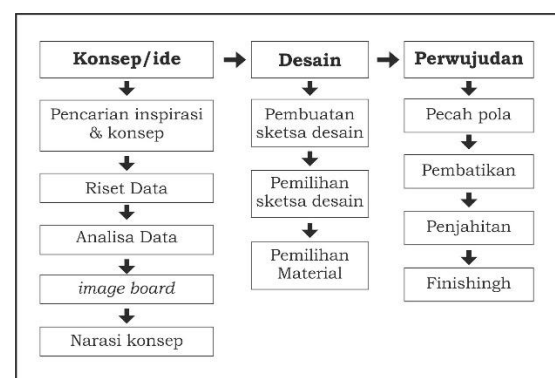 Konsep/ide
Pencarian inspirasi
& konsep
Riset Data
Analisa Data
image board
Narasi konsep
Desain
Pembuatan
sketsa desain
Pemilihan
sketsa desain
Pemilihan
Material
Perwujudan
Pecah pola
Pembatikan
Penjahitan
Finishingh